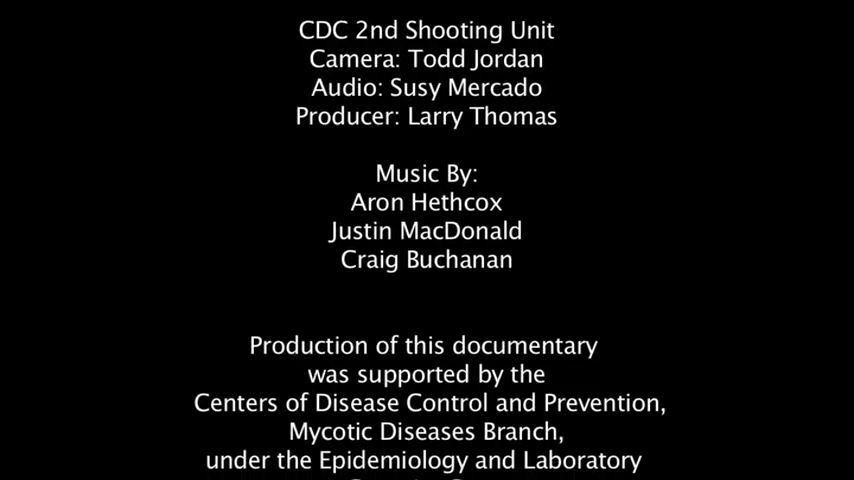 CDC 2nd Shooting Unit
Camera: Todd Jordan
Audio: Susy Mercado
Producer: Larry Thomas
Music By:
Aron Hethcox
Justin MacDonald
Craig Buchanan
Production of this documentary
was supported by the
Centers of Disease Control and Prevention,
Mycotic Diseases Branch,
under the Epidemiology and Laboratory